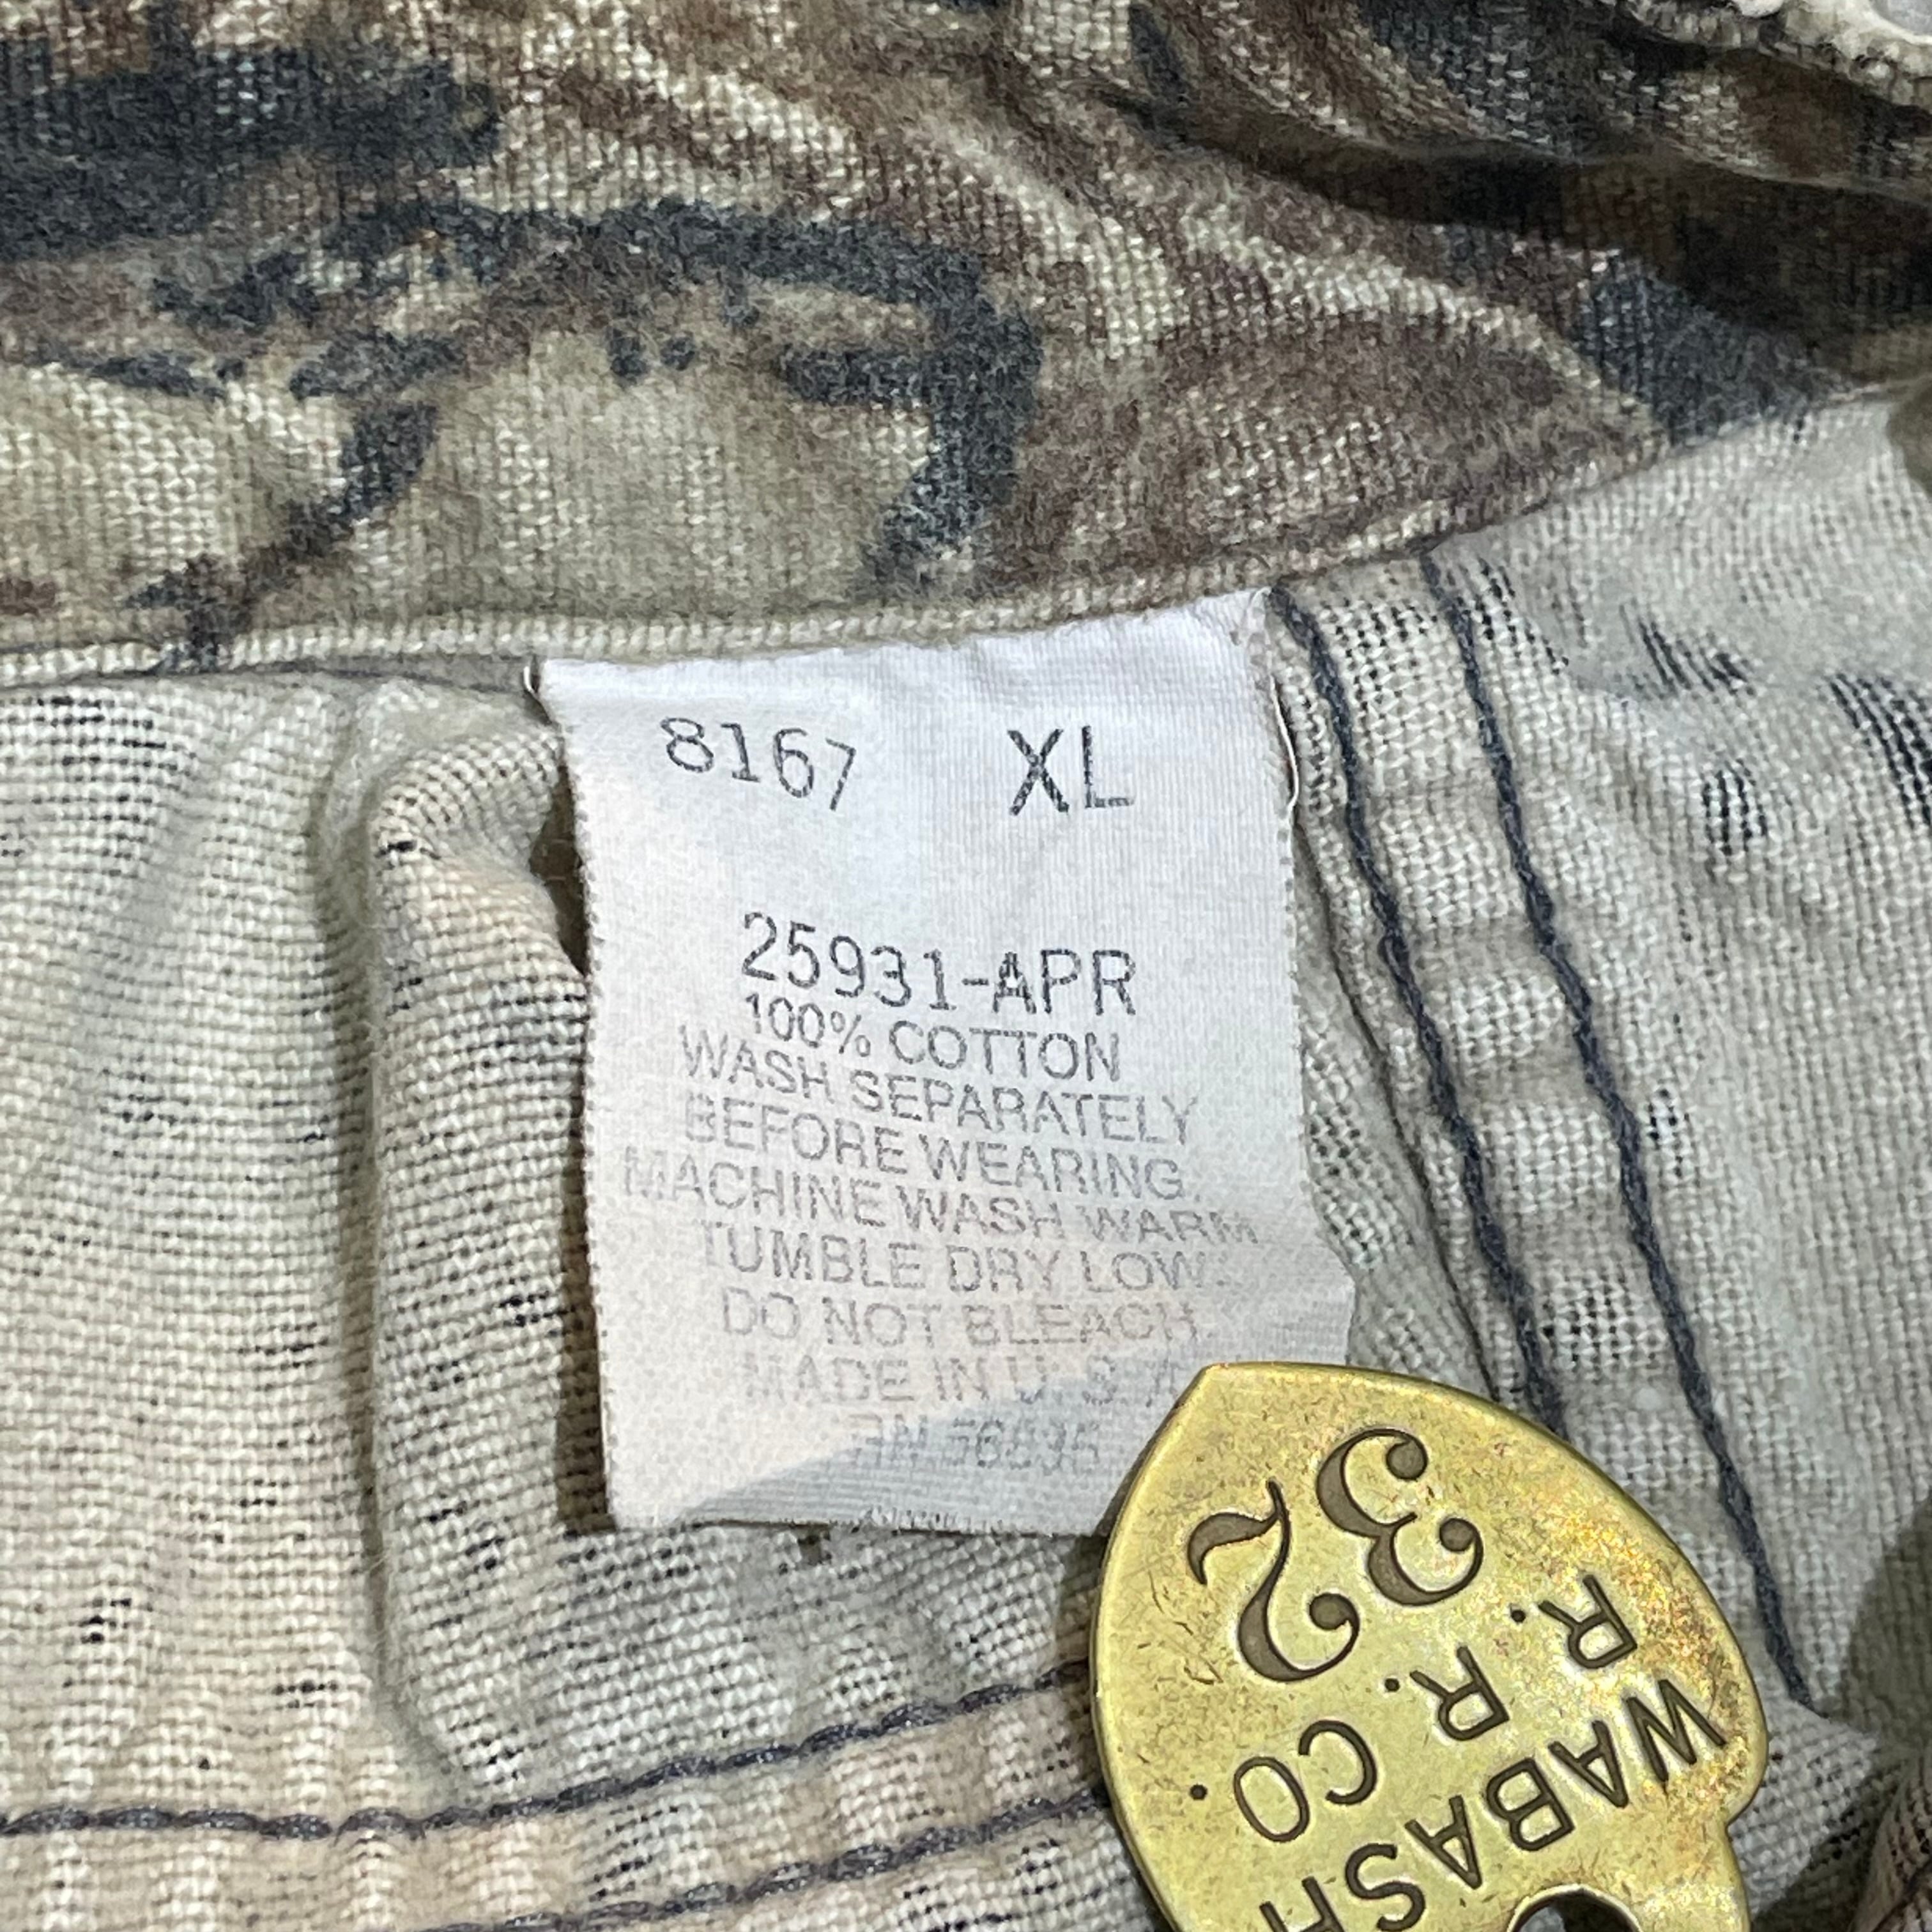 8167 XL
25931-APR
100% COTTON
WASH SEPARATELY
BEFORE WEARING.
MACHINE WASH WARM
TUMBLE DRY LOW.
DO NOT BLEACH.
MADE IN U.S.A
RN
32
R. R. CO.
WABASH